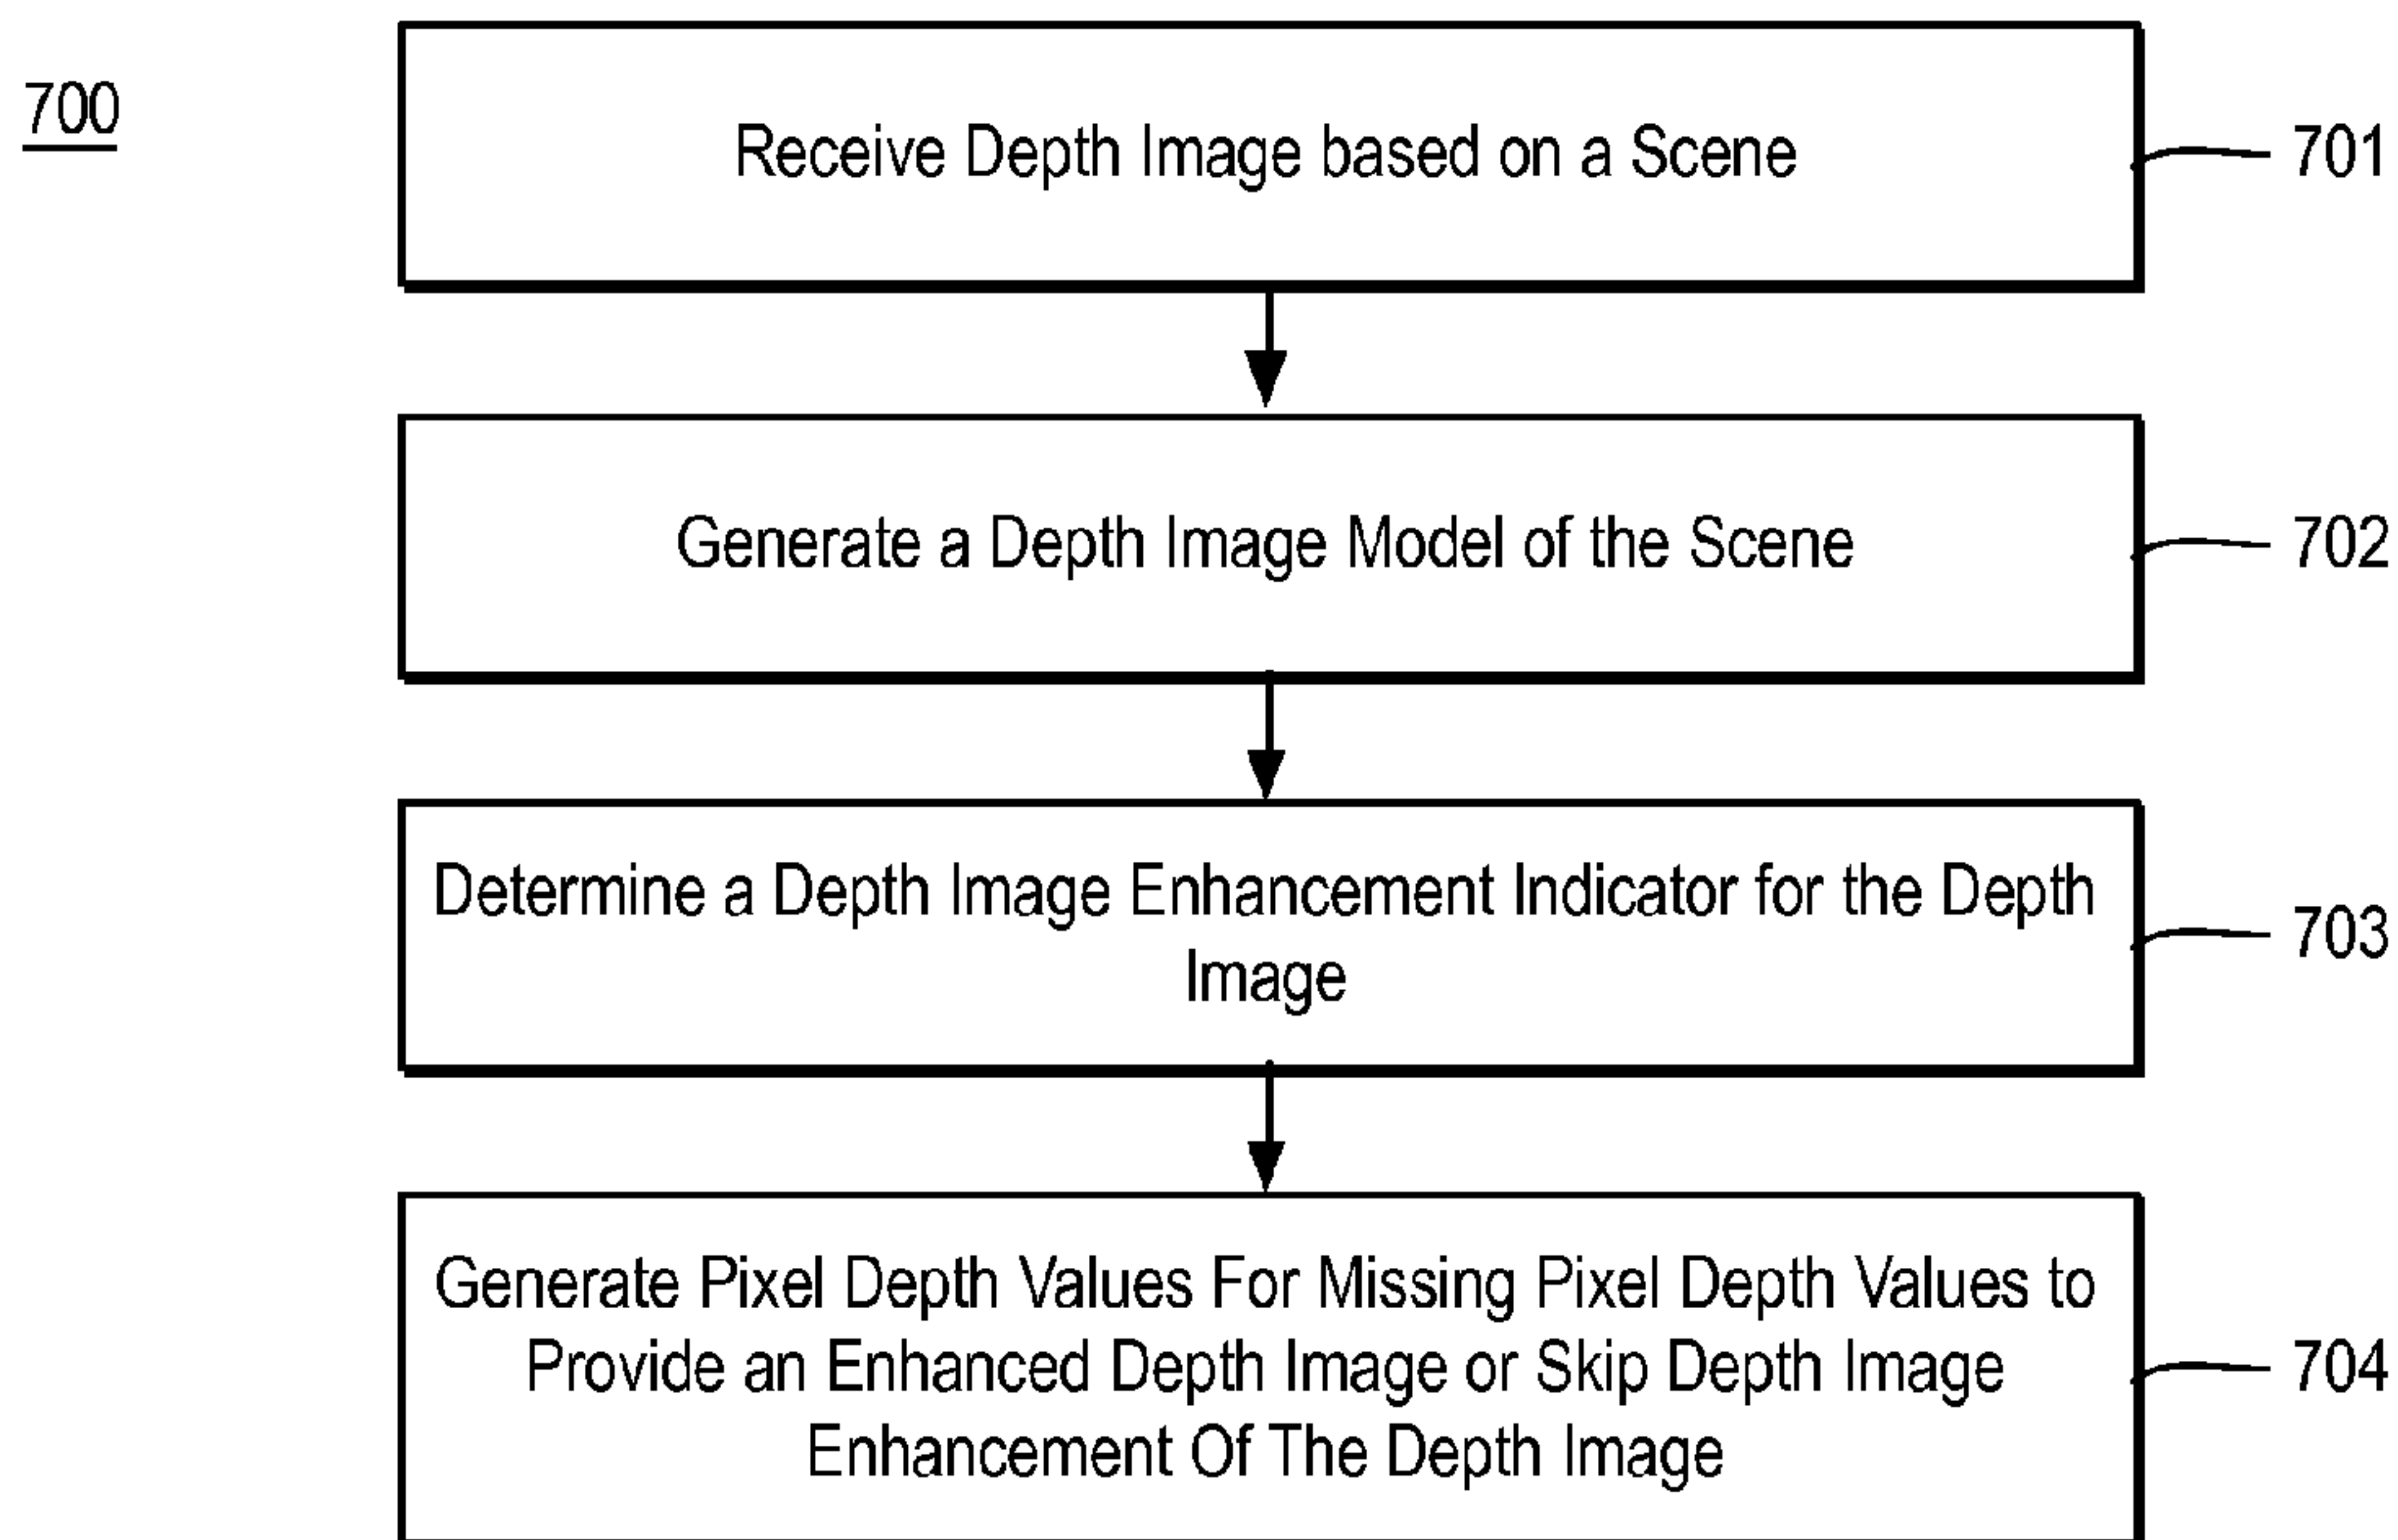 700
Receive Depth Image based on a Scene
701
Generate a Depth Image Model of the Scene
702
Determine a Depth Image Enhancement Indicator for the Depth
Image
703
Generate Pixel Depth Values For Missing Pixel Depth Values to
Provide an Enhanced Depth Image or Skip Depth Image
Enhancement Of The Depth Image
704